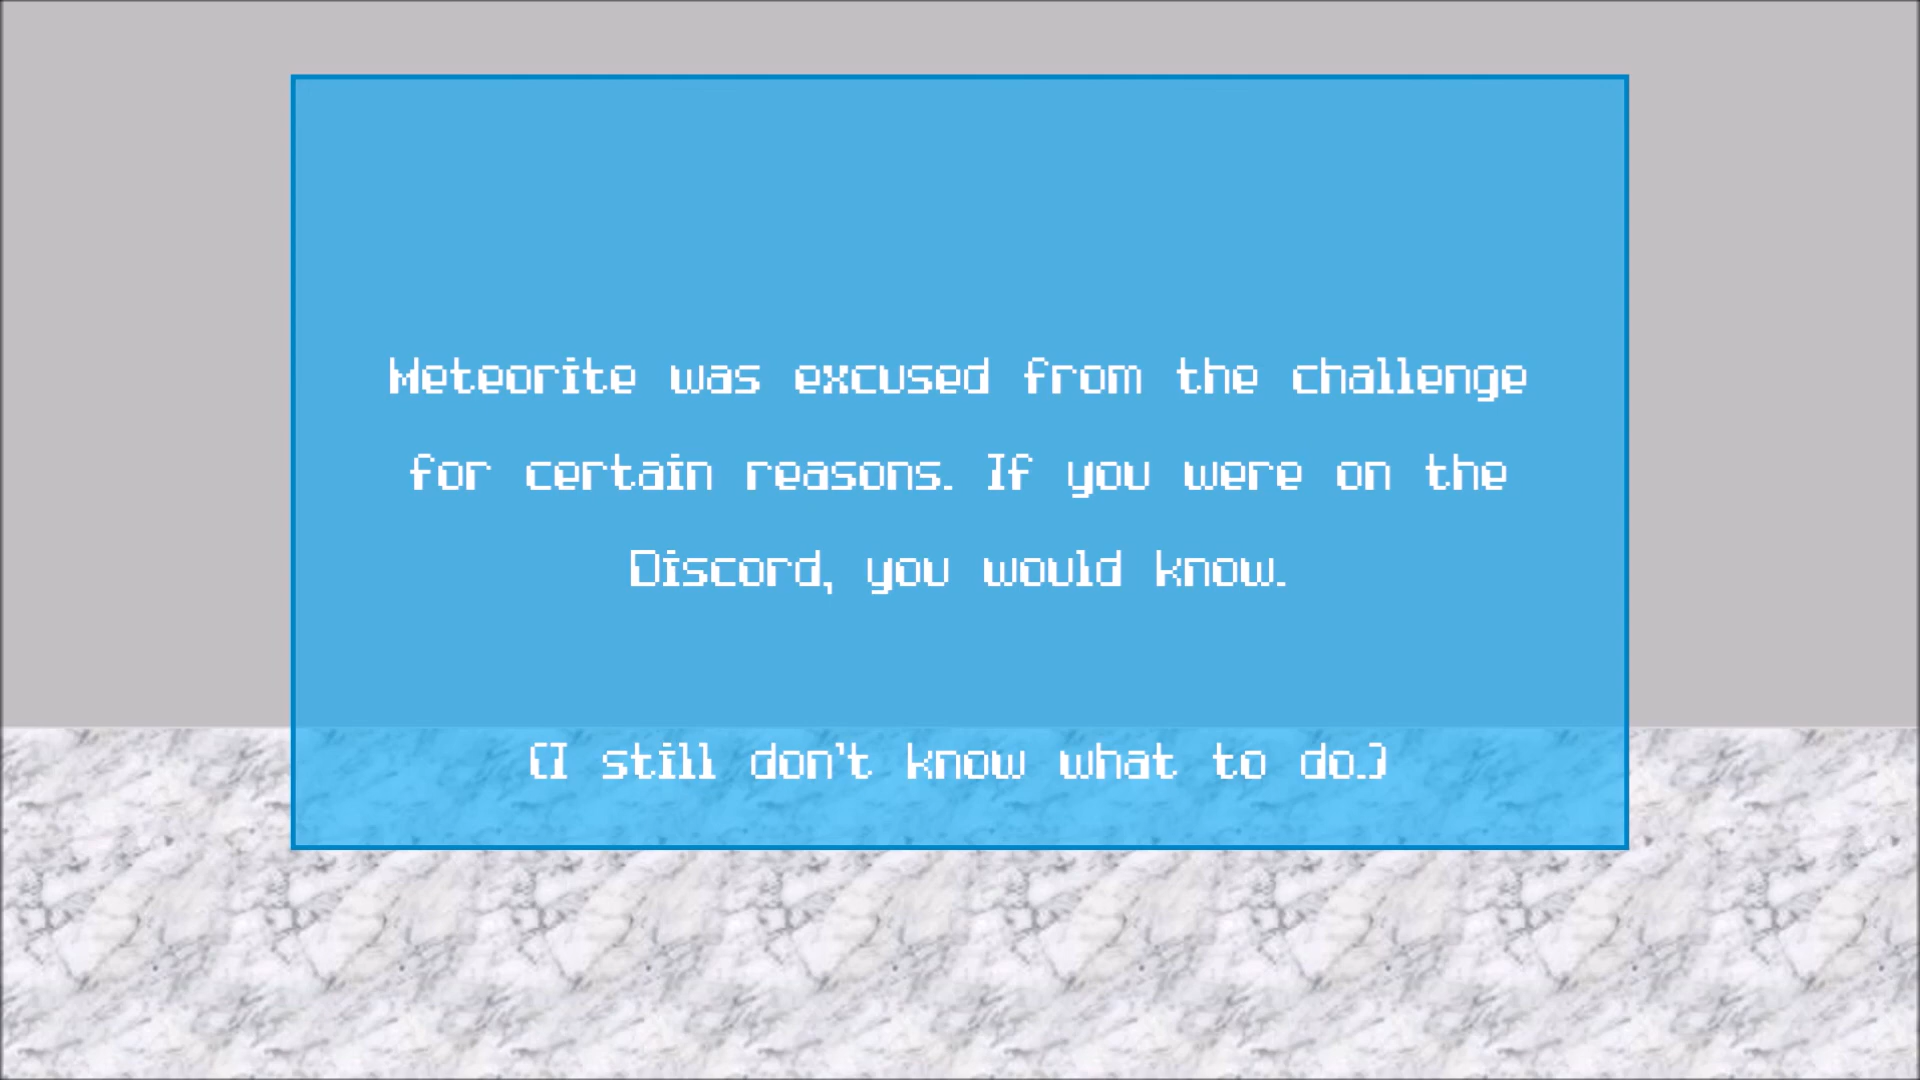 Meteorite was excused from the challenge
for certain reasons. If you were on the
Discord, you would know.
(I still don't know what to do.)